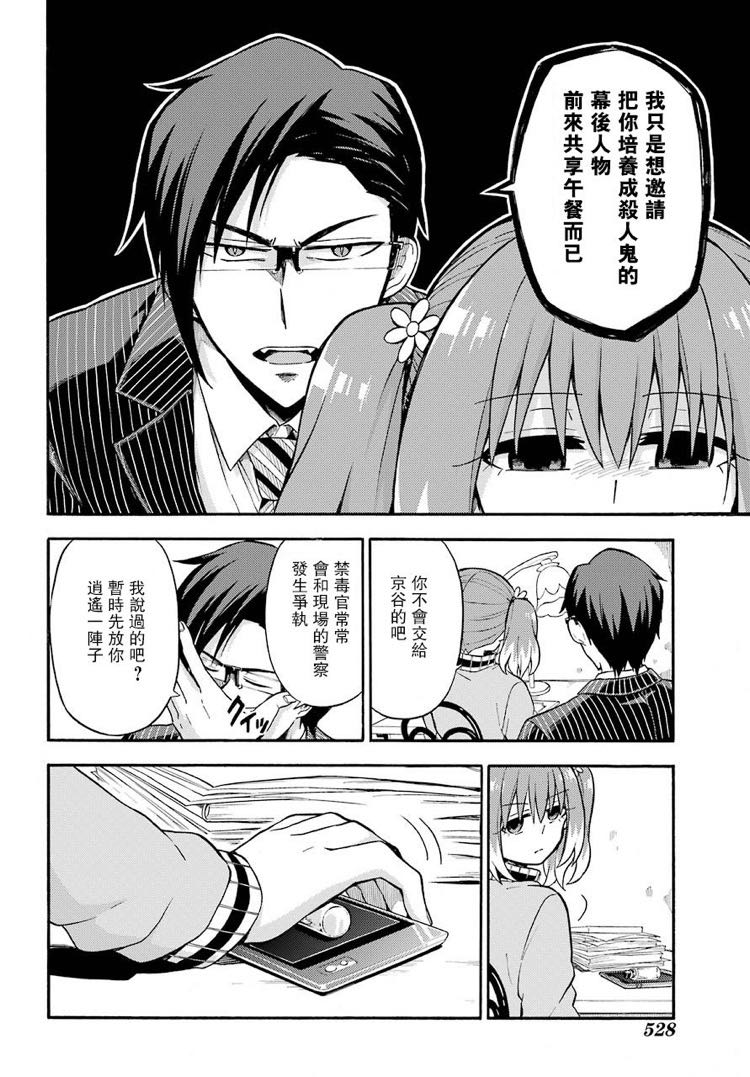 我只是想邀請
把你培養成殺人鬼的
幕後人物
前來共享午餐而已
你不會交給
京谷的吧
禁毒官常常
會和現場的警察
發生爭執
我說過的吧？
暫時先放你
逍遙一陣子
クイッ
528